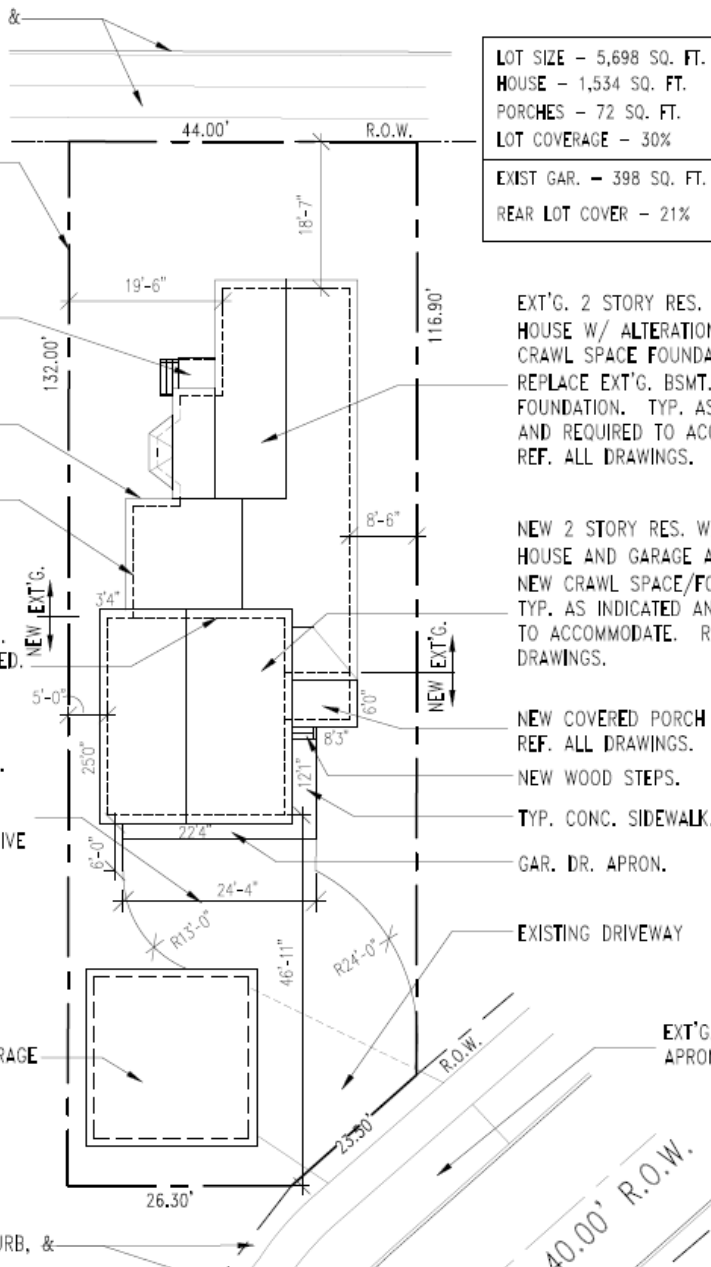 &
44.00'
R.O.W.
LOT SIZE - 5,698 SQ. FT.
HOUSE - 1,534 SQ. FT.
PORCHES - 72 SQ. FT.
LOT COVERAGE - 30%
EXIST GAR. - 398 SQ. FT.
REAR LOT COVER - 21%
18'-7"
19'-6"
116.90'
132.00'
EXT'G. 2 STORY RES.
HOUSE W/ ALTERATION
CRAWL SPACE FOUNDA
REPLACE EXT'G. BSMT.
FOUNDATION. TYP. AS
AND REQUIRED TO ACC
REF. ALL DRAWINGS.
8'-6"
NEW 2 STORY RES. W
HOUSE AND GARAGE A
NEW CRAWL SPACE/FO
TYP. AS INDICATED AN
TO ACCOMMODATE. R
DRAWINGS.
NEW EXT'G.
3'4"
ED.
NEW EXT'G.
5'-0"
6'0"
NEW COVERED PORCH
REF. ALL DRAWINGS.
8'3"
25'0"
12'1"
NEW WOOD STEPS.
TYP. CONC. SIDEWALK.
IVE
22'4"
6'-0"
GAR. DR. APRON.
24'-4"
R13'-0"
46'-11"
R24'-0"
EXISTING DRIVEWAY
RAGE
R.O.W.
EXT'G
APRON
23.50'
26.30'
40.00' R.O.W.
URB, &